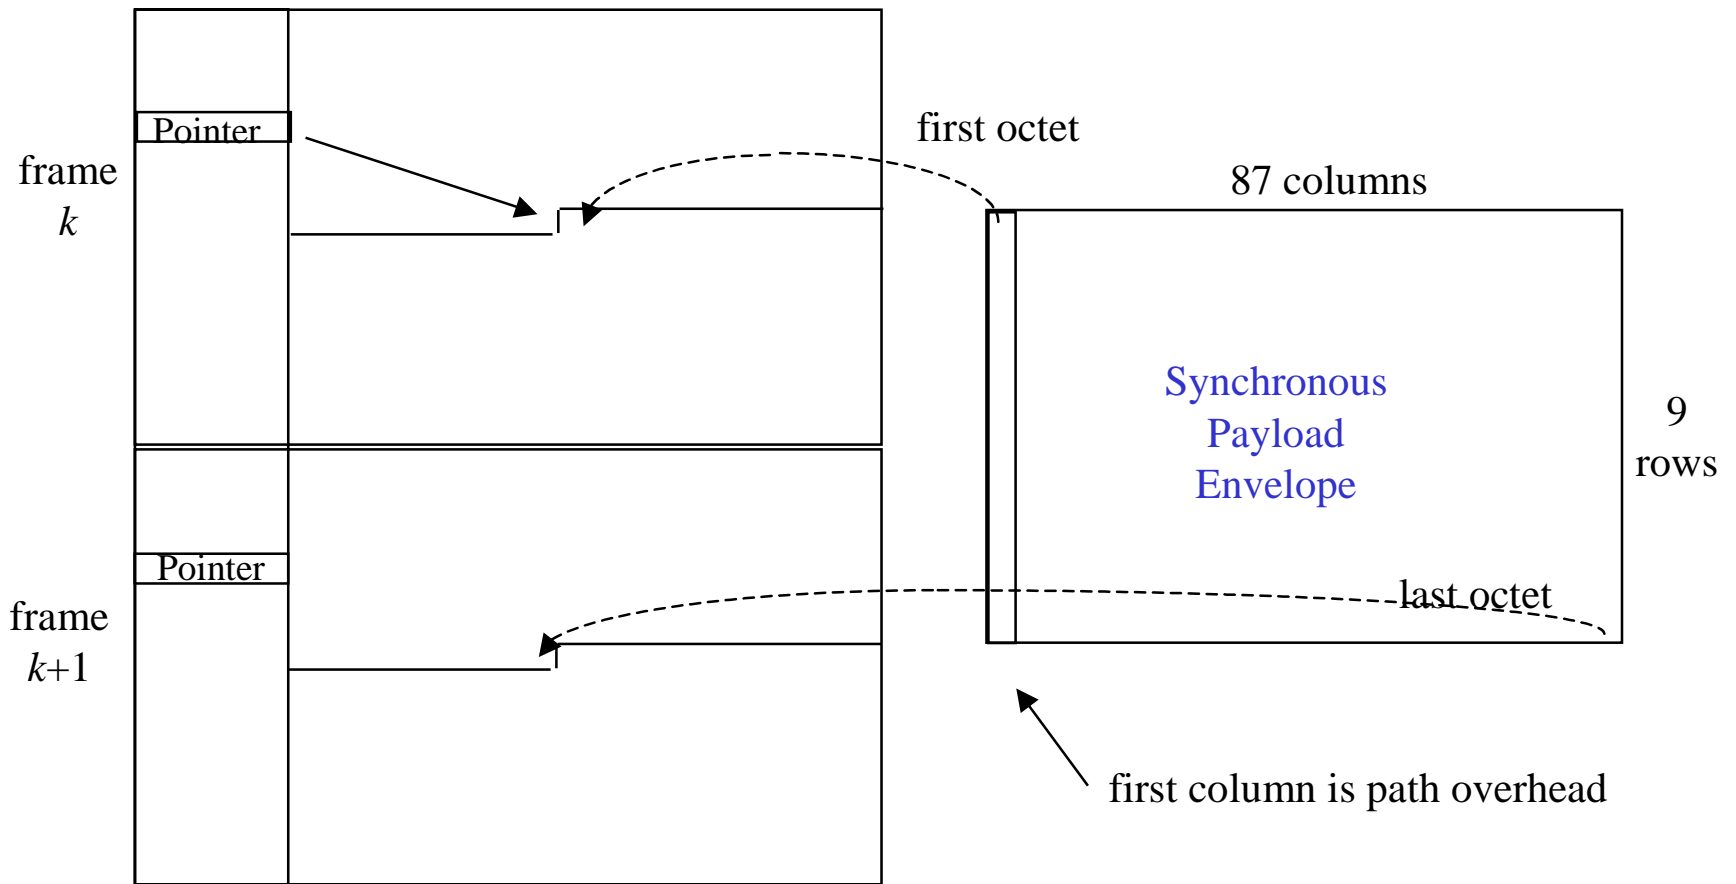 Pointer
first octet
frame
k
87 columns
Synchronous
Payload
Envelope
9
rows
Pointer
last octet
frame
k+1
first column is path overhead